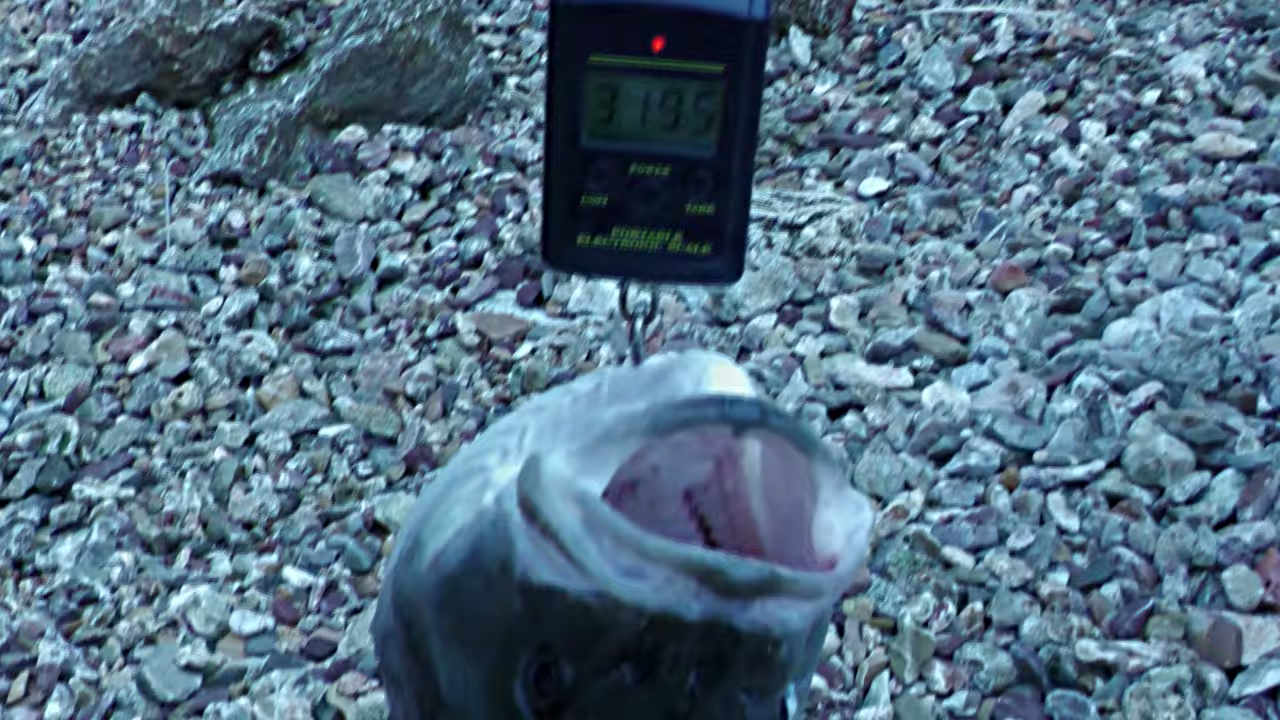 3.195
POWER
UNIT TARE
PORTABLE
ELECTRONIC SCALE